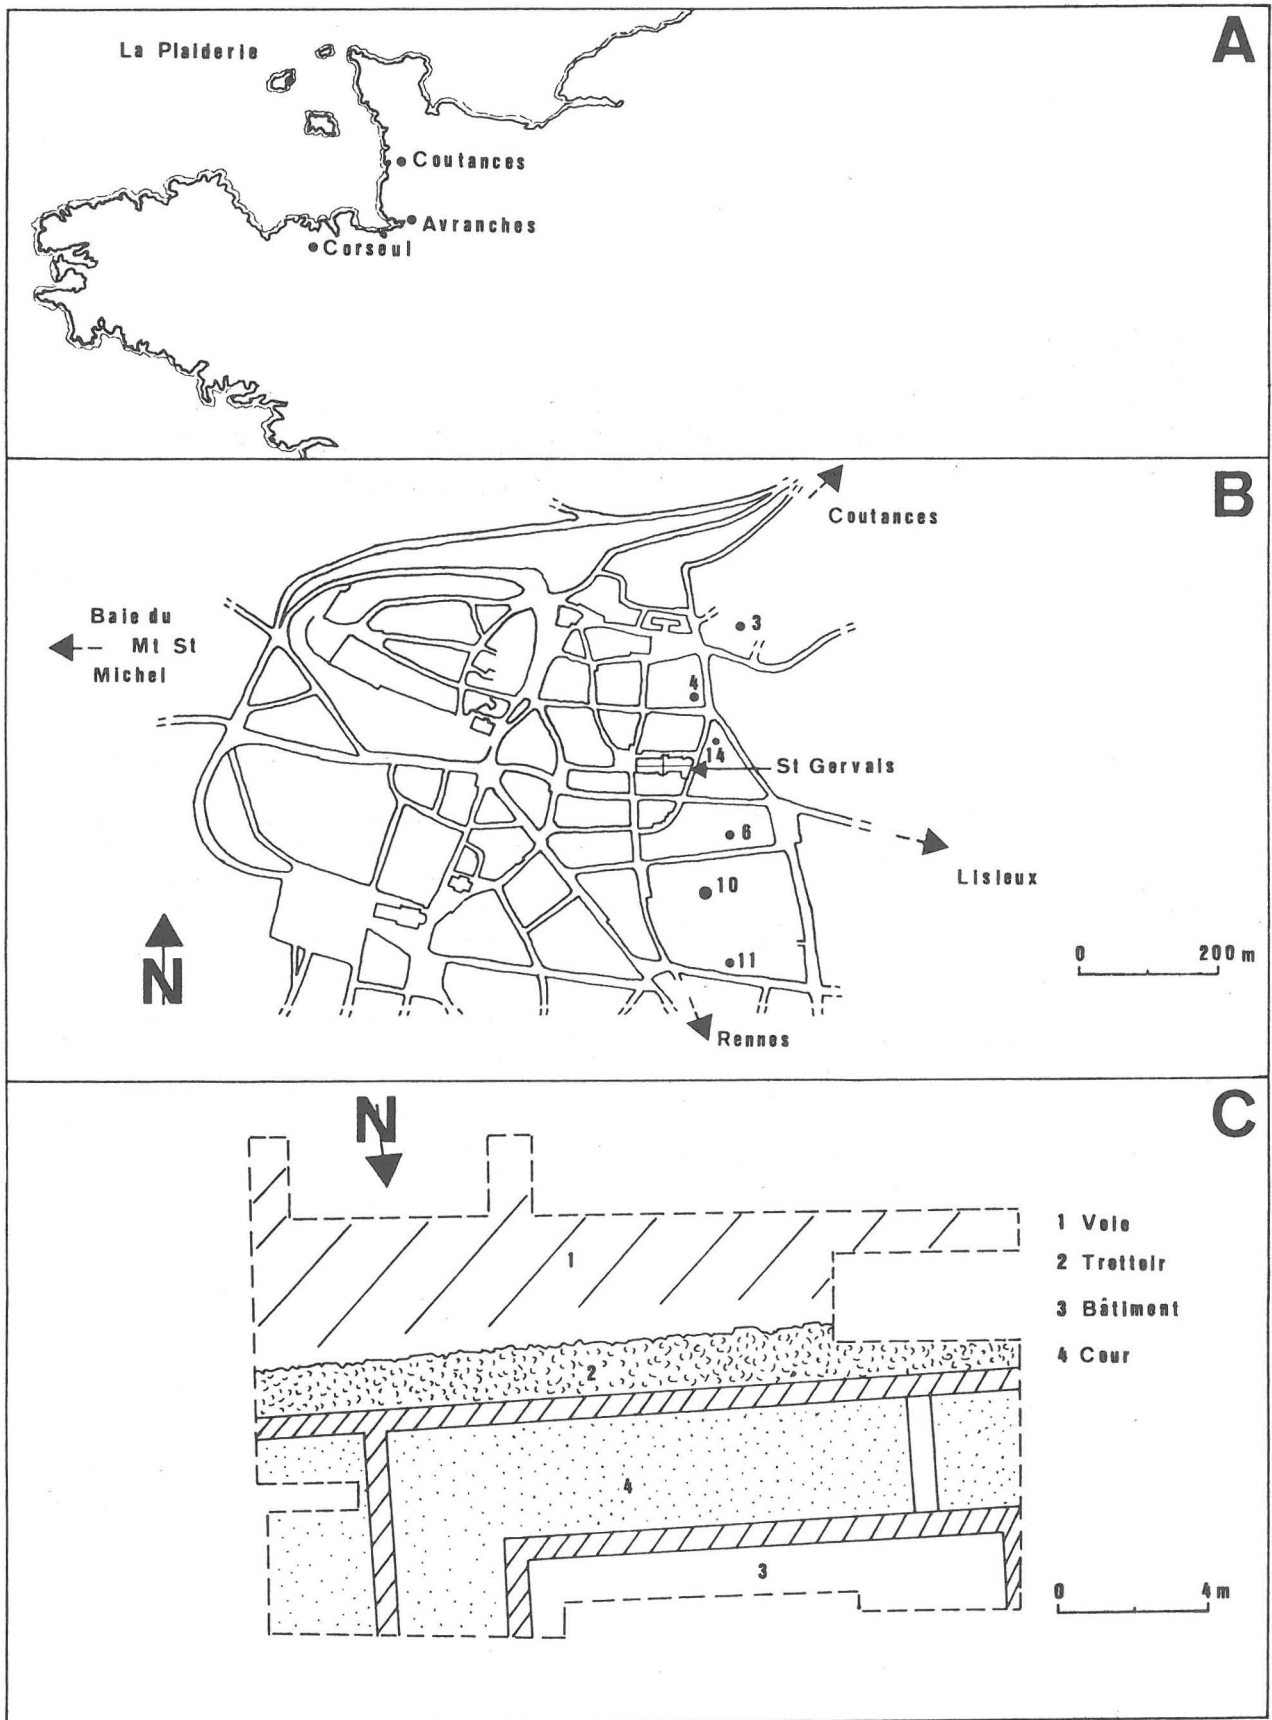 A
La Plaiderie
Coutances
Avranches
Corseul
B
Coutances
Baie du
Mt St
Michel
3
4
14
St Gervais
6
Lisieux
10
11
N
0 200 m
Rennes
C
N
1 Voie
2 Trottoir
3 Bâtiment
4 Cour
1
2
4
3
0 4 m